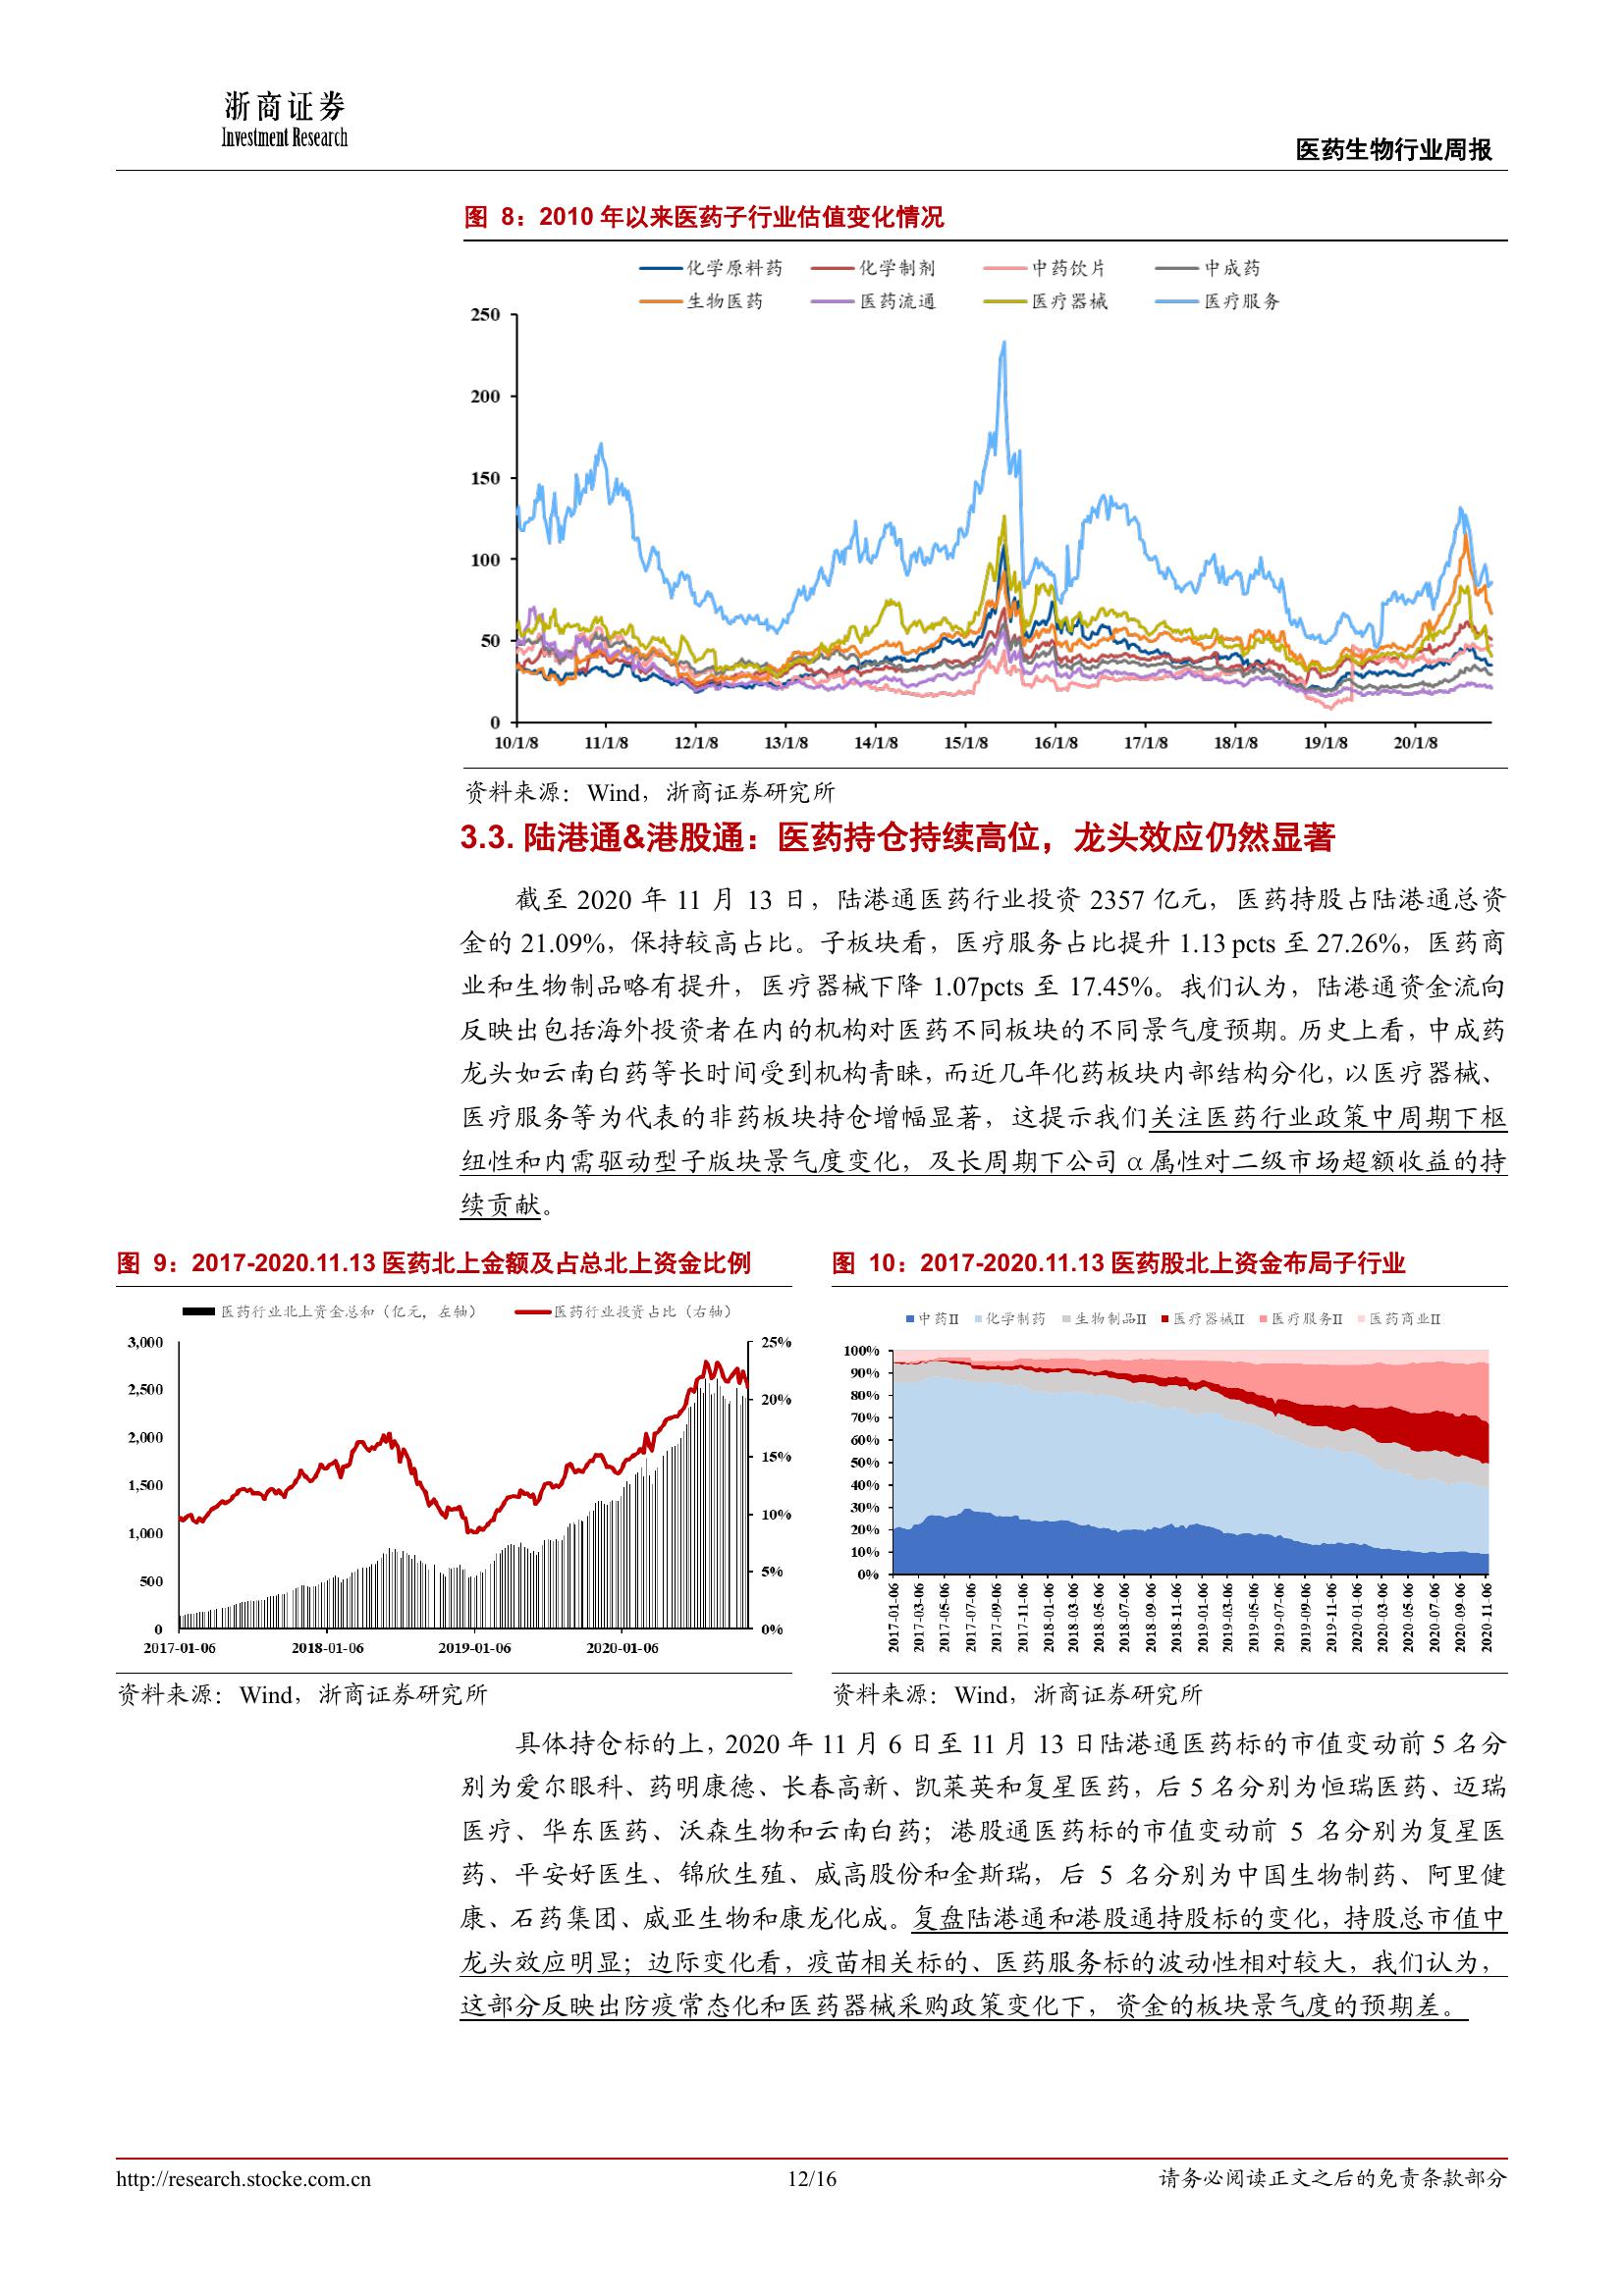 浙商证券
Investment Research
医药生物行业周报
图 8：2010 年以来医药子行业估值变化情况
化学原料药 化学制剂 中药饮片 中成药
生物医药 医药流通 医疗器械 医疗服务
250
200
150
100
50
0
10/1/8 11/1/8 12/1/8 13/1/8 14/1/8 15/1/8 16/1/8 17/1/8 18/1/8 19/1/8 20/1/8
资料来源：Wind，浙商证券研究所
3.3. 陆港通&港股通：医药持仓持续高位，龙头效应仍然显著
截至 2020 年 11 月 13 日，陆港通医药行业投资 2357 亿元，医药持股占陆港通总资
金的 21.09%，保持较高占比。子板块看，医疗服务占比提升 1.13 pcts 至 27.26%，医药商
业和生物制品略有提升，医疗器械下降 1.07pcts 至 17.45%。我们认为，陆港通资金流向
反映出包括海外投资者在内的机构对医药不同板块的不同景气度预期。历史上看，中成药
龙头如云南白药等长时间受到机构青睐，而近几年化药板块内部结构分化，以医疗器械、
医疗服务等为代表的非药板块持仓增幅显著，这提示我们关注医药行业政策中周期下枢
纽性和内需驱动型子版块景气度变化，及长周期下公司 α 属性对二级市场超额收益的持
续贡献。
图 9：2017-2020.11.13 医药北上金额及占总北上资金比例
医药行业北上资金总和（亿元，左轴） 医药行业投资占比（右轴）
3,000
2,500
2,000
1,500
1,000
500
0
25%
20%
15%
10%
5%
0%
2017-01-06 2018-01-06 2019-01-06 2020-01-06
资料来源：Wind，浙商证券研究所
图 10：2017-2020.11.13 医药股北上资金布局子行业
中药II 化学制药 生物制品II 医疗器械II 医疗服务II 医药商业II
100%
90%
80%
70%
60%
50%
40%
30%
20%
10%
0%
2017-01-06 2017-03-06 2017-05-06 2017-07-06 2017-09-06 2017-11-06 2018-01-06 2018-03-06 2018-05-06 2018-07-06 2018-09-06 2018-11-06 2019-01-06 2019-03-06 2019-05-06 2019-07-06 2019-09-06 2019-11-06 2020-01-06 2020-03-06 2020-05-06 2020-07-06 2020-09-06 2020-11-06
资料来源：Wind，浙商证券研究所
具体持仓标的上，2020 年 11 月 6 日至 11 月 13 日陆港通医药标的市值变动前 5 名分
别为爱尔眼科、药明康德、长春高新、凯莱英和复星医药，后 5 名分别为恒瑞医药、迈瑞
医疗、华东医药、沃森生物和云南白药；港股通医药标的市值变动前 5 名分别为复星医
药、平安好医生、锦欣生殖、威高股份和金斯瑞，后 5 名分别为中国生物制药、阿里健
康、石药集团、威亚生物和康龙化成。复盘陆港通和港股通持股标的变化，持股总市值中
龙头效应明显；边际变化看，疫苗相关标的、医药服务标的波动性相对较大，我们认为，
这部分反映出防疫常态化和医药器械采购政策变化下，资金的板块景气度的预期差。
http://research.stocke.com.cn
12/16
请务必阅读正文之后的免责条款部分